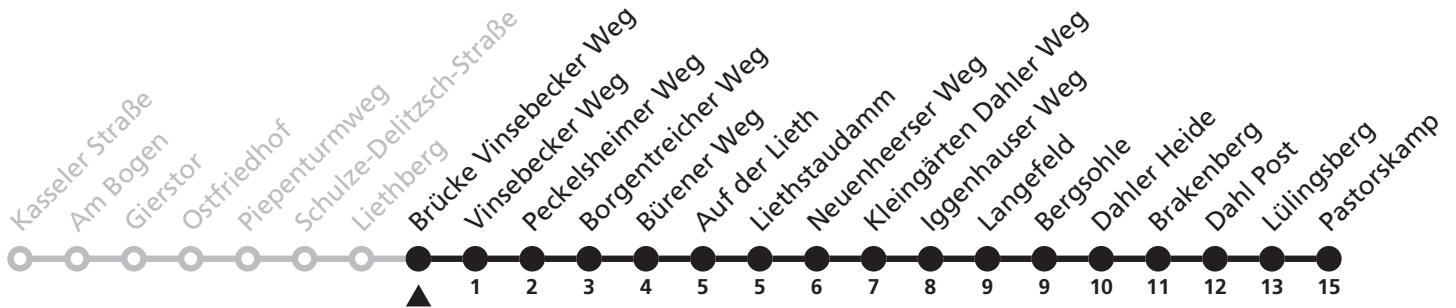 Kasseler Straße
Am Bogen
Gierstor
Ostfriedhof
Piepenturmweg
Schulze-Delitzsch-Straße
Liethberg
Brücke Vinsebecker Weg
Vinsebecker Weg
Peckelsheimer Weg
Borgentreicher Weg
Bürener Weg
Auf der Lieth
Liethstaudamm
Neuenheerser Weg
Kleingärten Dahler Weg
Iggenhauser Weg
Langefeld
Bergsohle
Dahler Heide
Brakenberg
Dahl Post
Lülingsberg
Pastorskamp
1 2 3 4 5 5 6 7 8 9 9 10 11 12 13 15